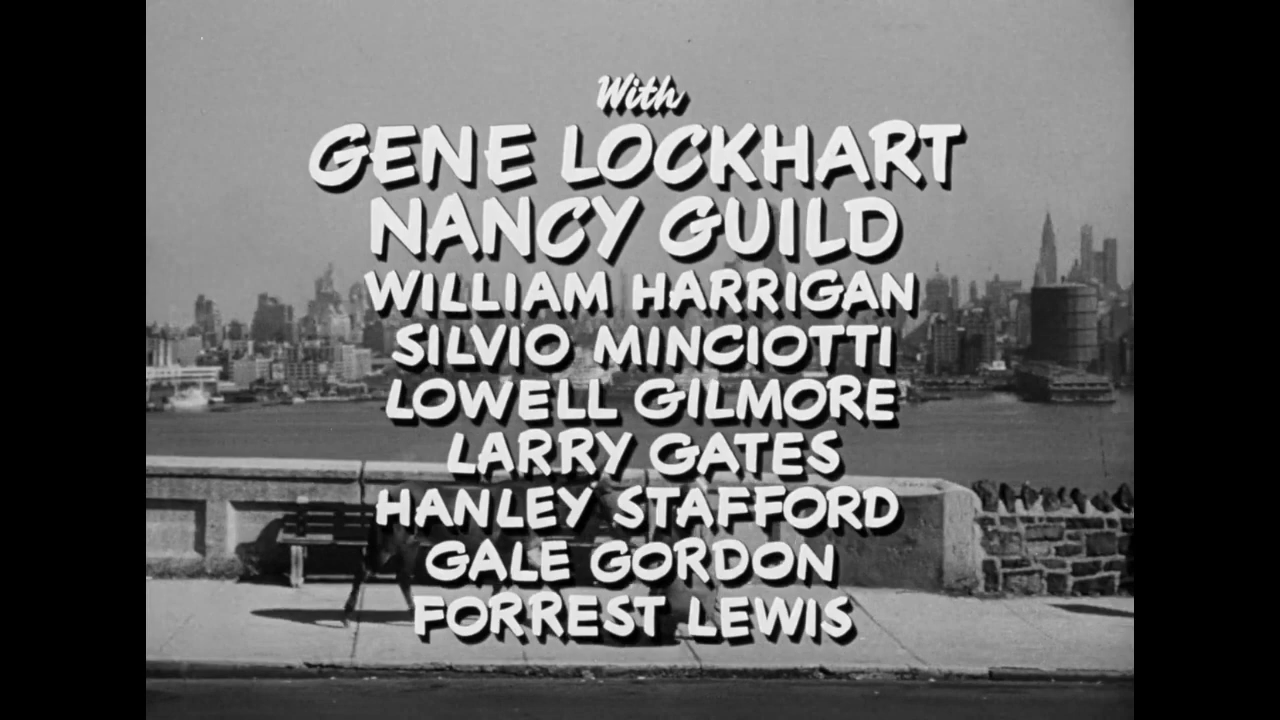 With
GENE LOCKHART
NANCY GUILD
WILLIAM HARRIGAN
SILVIO MINCIOTTI
LOWELL GILMORE
LARRY GATES
HANLEY STAFFORD
GALE GORDON
FORREST LEWIS